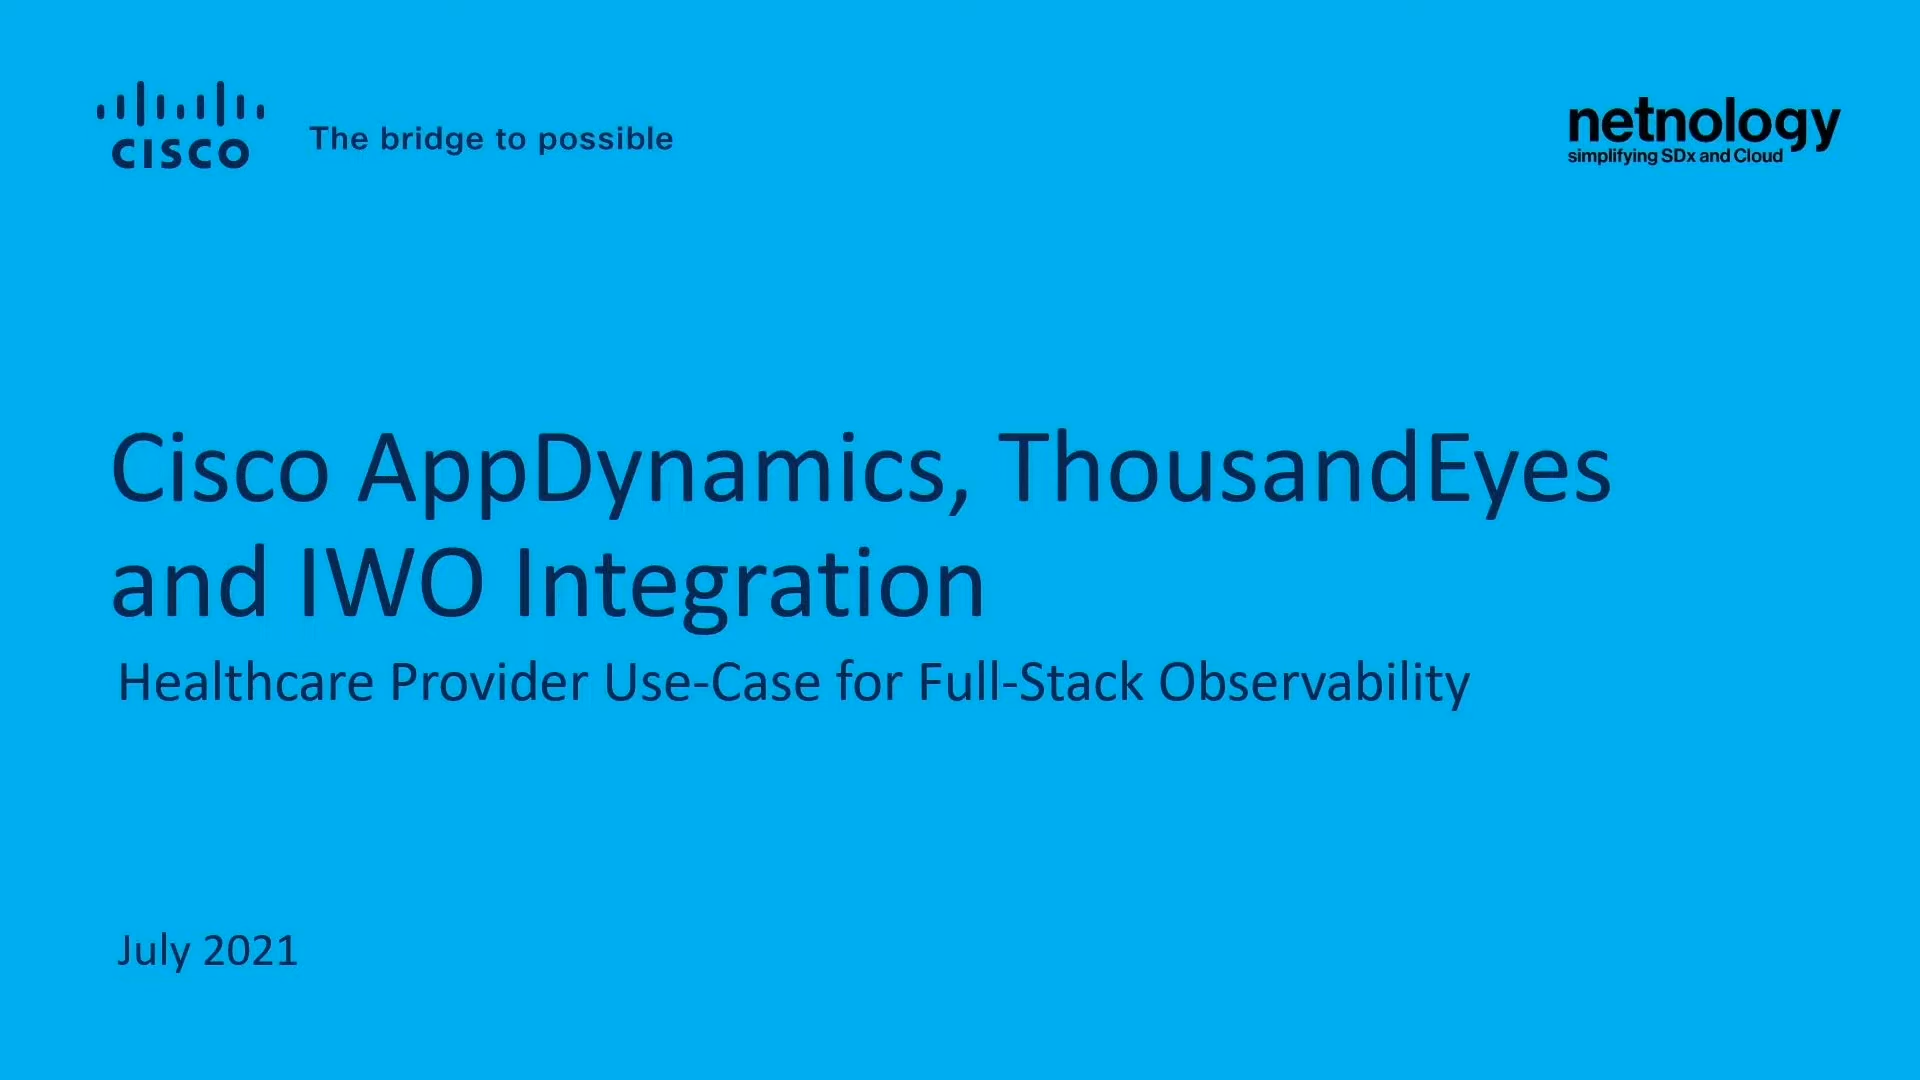 CISCO
The bridge to possible
netnology
simplifying SDx and Cloud
Cisco AppDynamics, ThousandEyes
and IWO Integration
Healthcare Provider Use-Case for Full-Stack Observability
July 2021